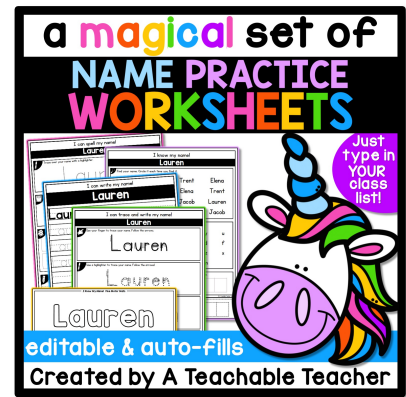 a magical set of
NAME PRACTICE
WORKSHEETS
Just
type in
YOUR
class
list!
I can spell my name!
Lauren
I know my name!
Lauren
Trent Elena
Elena Trent
Jacob Lauren
Jacob
I can write my name!
Lauren
I can trace and write my name!
Lauren
Lauren
Lauren
Lauren
editable & auto-fills
Created by A Teachable Teacher